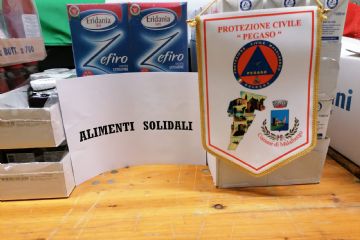 Eridania
Zefiro
Eridania
Zefiro
ALIMENTI SOLIDALI
PROTEZIONE CIVILE
" PEGASO "
PEGASO